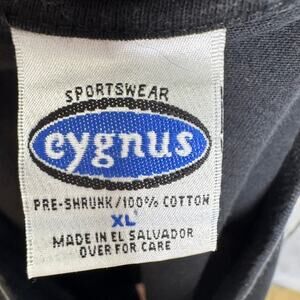 SPORTSWEAR
cygnus
PRE-SHRUNK/100% COTTON
XL
MADE IN EL SALVADOR
OVER FOR CARE